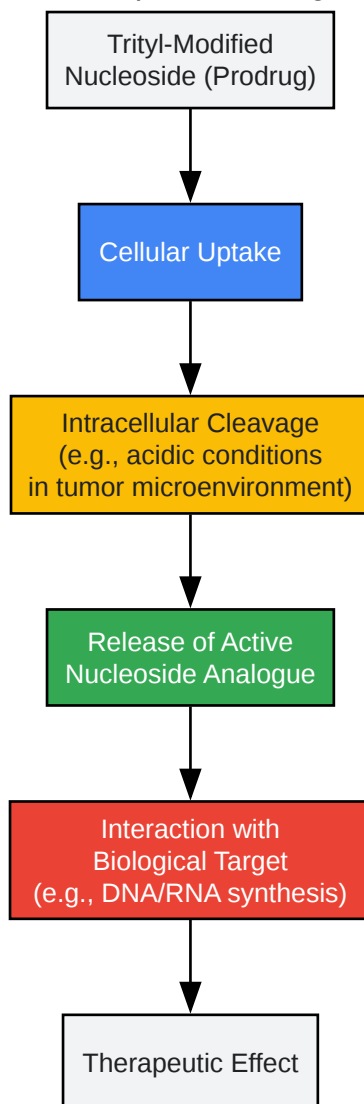 Trityl-Modified
Nucleoside (Prodrug)
Cellular Uptake
Intracellular Cleavage
(e.g., acidic conditions
in tumor microenvironment)
Release of Active
Nucleoside Analogue
Interaction with
Biological Target
(e.g., DNA/RNA synthesis)
Therapeutic Effect